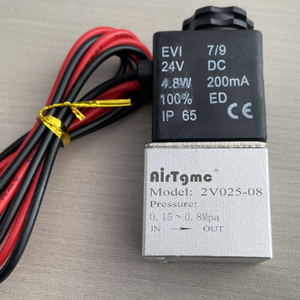 EVI 7/9
24V DC
4.8W 200mA
100% ED
IP 65 CE
AirTgmc
Model: 2V025-08
Pressure:
0.15~0.8Mpa
IN → OUT